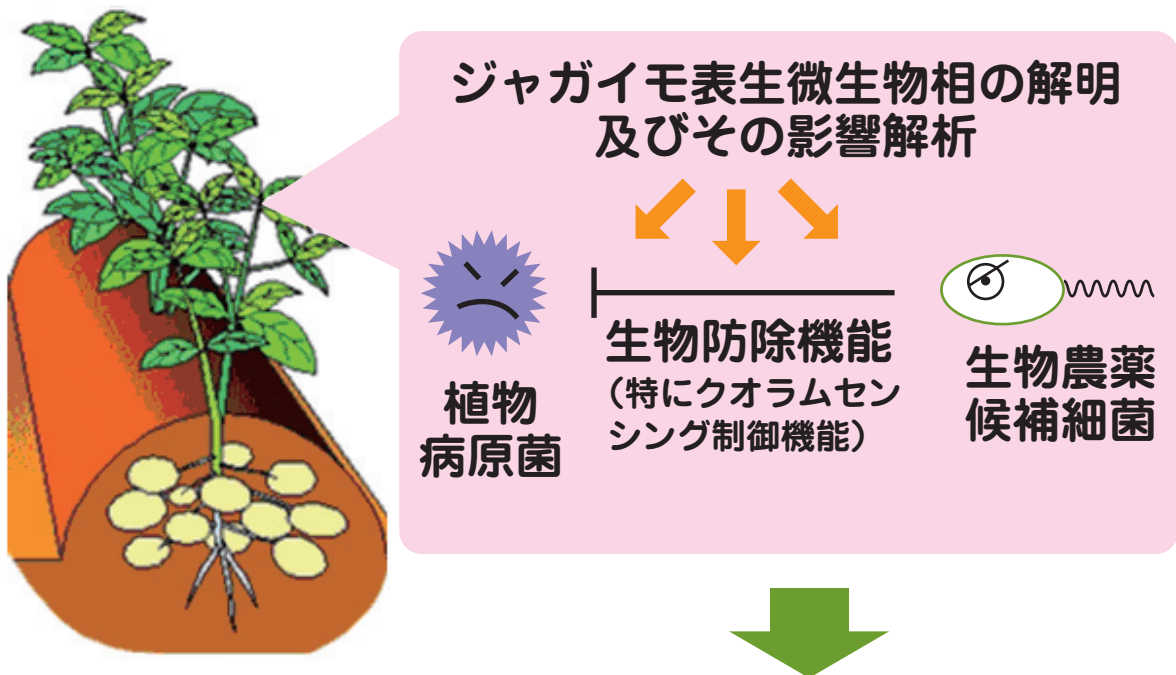 ジャガイモ表生微生物相の解明
及びその影響解析
植物
病原菌
生物防除機能
（特にクオラムセン
シング制御機能）
生物農薬
候補細菌